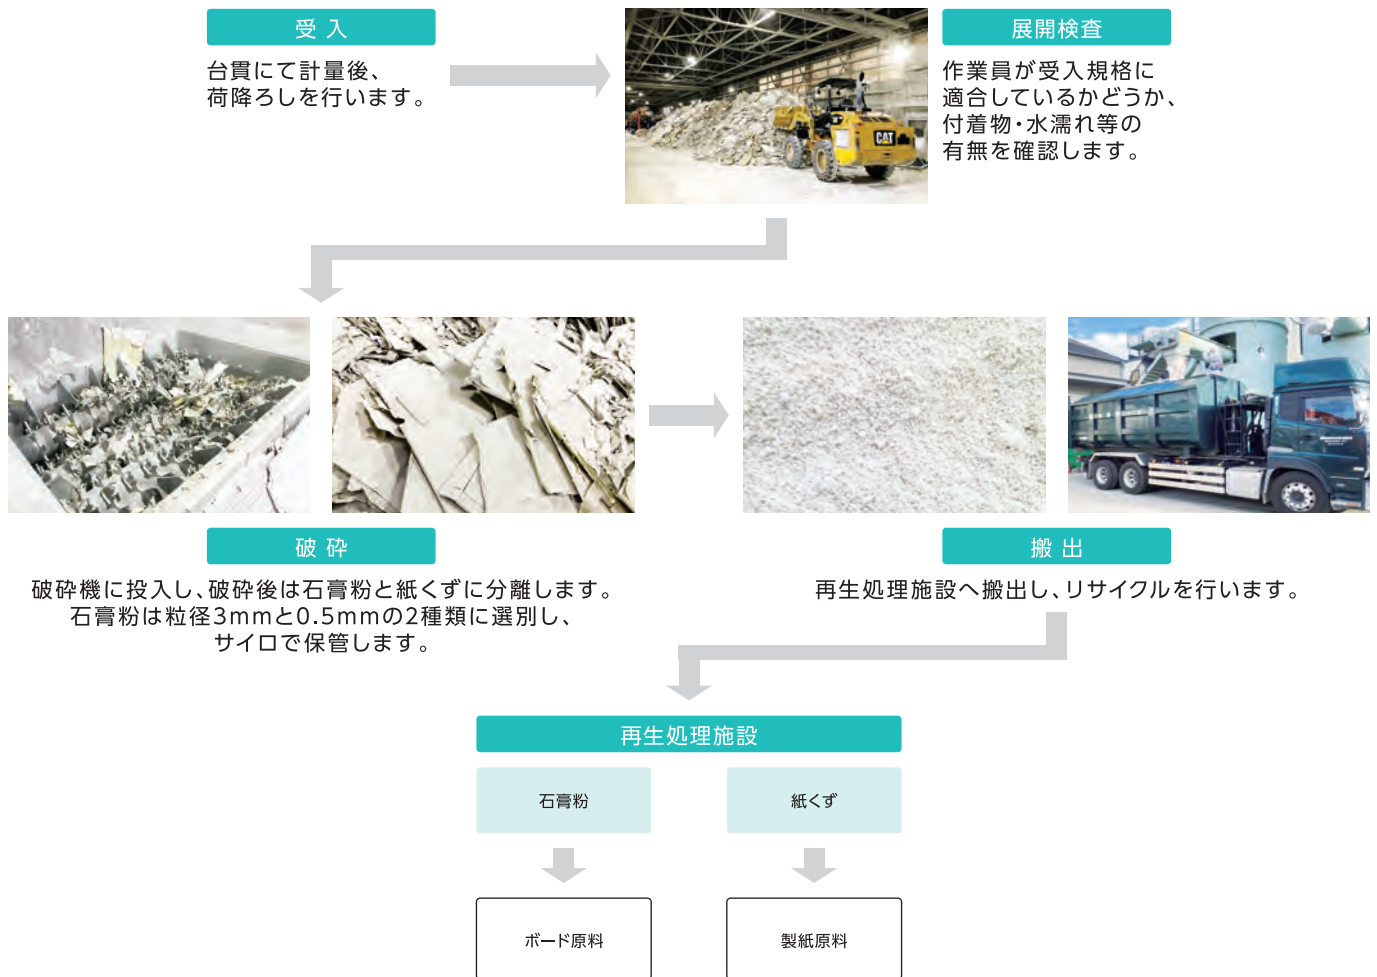 受入
台貫にて計量後、
荷降ろしを行います。
CAT
展開検査
作業員が受入規格に
適合しているかどうか、
付着物・水濡れ等の
有無を確認します。
破砕
破砕機に投入し、破砕後は石膏粉と紙くずに分離します。
石膏粉は粒径3mmと0.5mmの2種類に選別し、
サイロで保管します。
搬出
再生処理施設へ搬出し、リサイクルを行います。
再生処理施設
石膏粉
紙くず
ボード原料
製紙原料